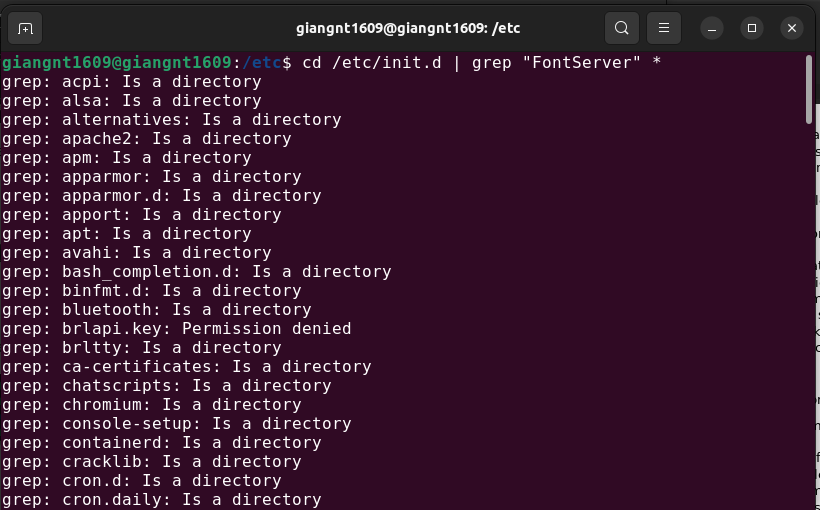 giangnt1609@giangnt1609: /etc
giangnt1609@giangnt1609:/etc$ cd /etc/init.d | grep "FontServer" *
grep: acpi: Is a directory
grep: alsa: Is a directory
grep: alternatives: Is a directory
grep: apache2: Is a directory
grep: apm: Is a directory
grep: apparmor: Is a directory
grep: apparmor.d: Is a directory
grep: apport: Is a directory
grep: apt: Is a directory
grep: avahi: Is a directory
grep: bash_completion.d: Is a directory
grep: binfmt.d: Is a directory
grep: bluetooth: Is a directory
grep: brlapi.key: Permission denied
grep: brltty: Is a directory
grep: ca-certificates: Is a directory
grep: chatscripts: Is a directory
grep: chromium: Is a directory
grep: console-setup: Is a directory
grep: containerd: Is a directory
grep: cracklib: Is a directory
grep: cron.d: Is a directory
grep: cron.daily: Is a directory